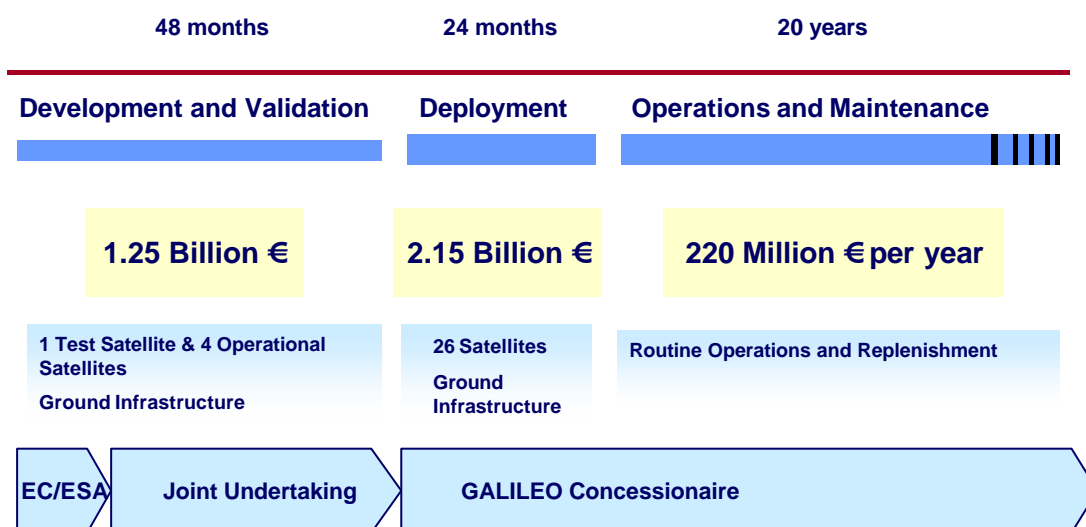 48 months
24 months
20 years
Development and Validation
Deployment
Operations and Maintenance
1.25 Billion €
2.15 Billion €
220 Million € per year
1 Test Satellite & 4 Operational
Satellites
Ground Infrastructure
26 Satellites
Ground
Infrastructure
Routine Operations and Replenishment
EC/ESA
Joint Undertaking
GALILEO Concessionaire